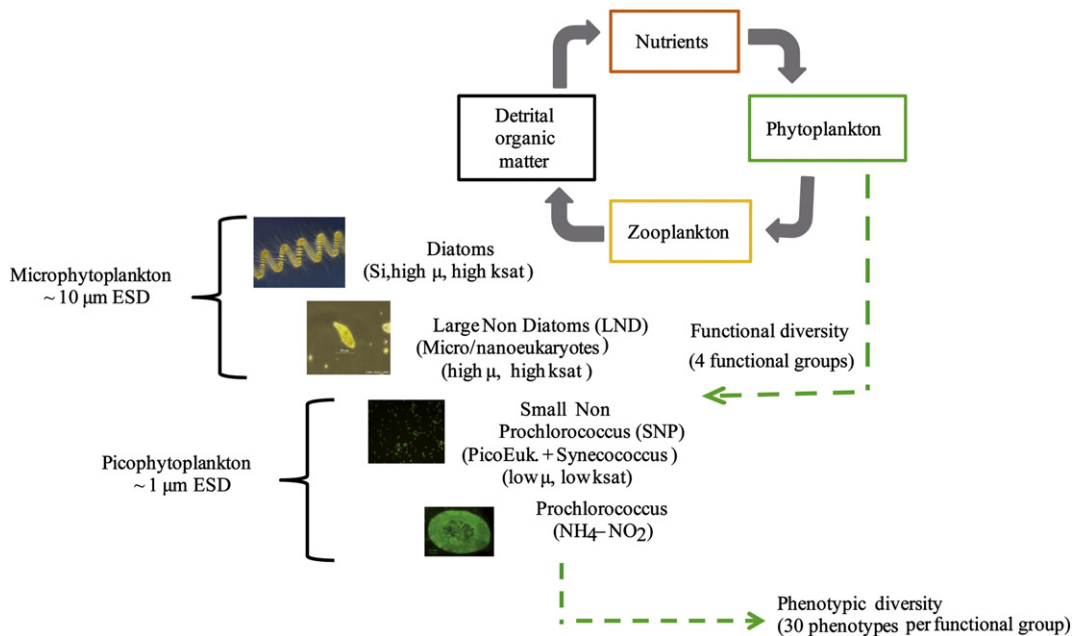 Nutrients
Detrital
organic
matter
Phytoplankton
Zooplankton
Microphytoplankton
~ 10 μm ESD
Diatoms
(Si,high μ, high ksat)
Large Non Diatoms (LND)
(Micro/nanoeukaryotes)
(high μ, high ksat)
Functional diversity
(4 functional groups)
Picophytoplankton
~ 1 μm ESD
Small Non
Prochlorococcus (SNP)
(PicoEuk. + Synecococcus)
(low μ, low ksat)
Prochlorococcus
(NH4–NO2)
Phenotypic diversity
(30 phenotypes per functional group)